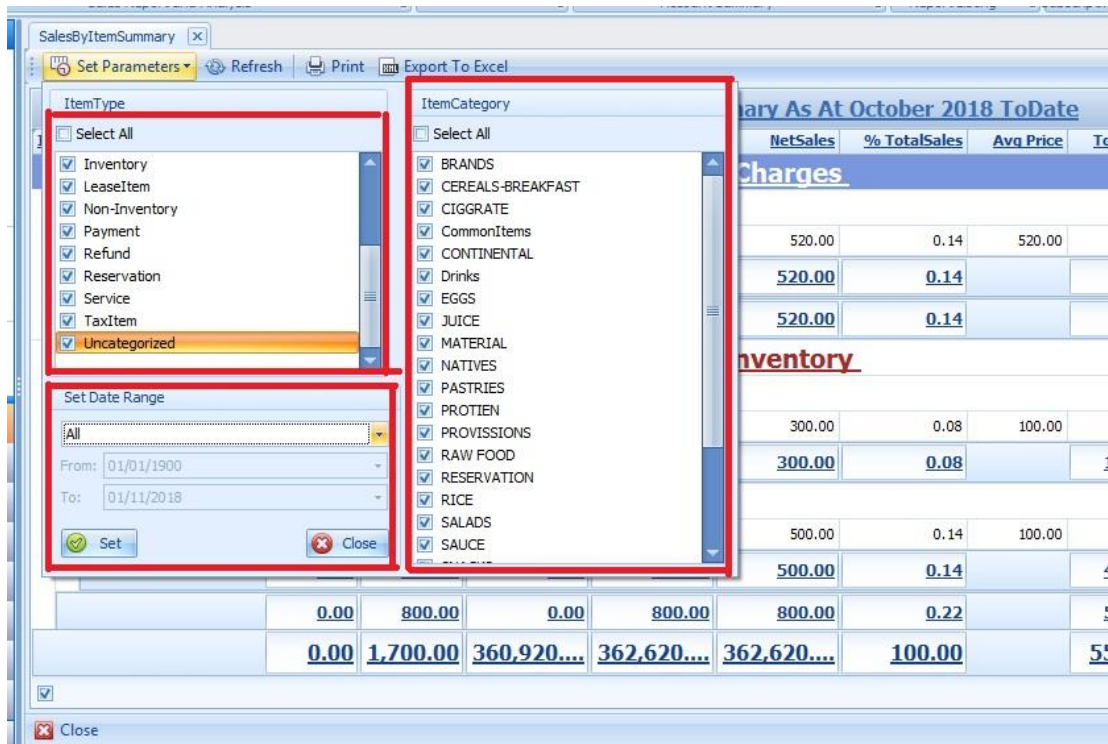 SalesByItemSummary
Set Parameters Refresh Print Export To Excel
ItemType
Select All
Inventory
LeaseItem
Non-Inventory
Payment
Refund
Reservation
Service
TaxItem
Uncategorized
Set Date Range
All
From: 01/01/1900
To: 01/11/2018
Set Close
ItemCategory
Select All
BRANDS
CEREALS-BREAKFAST
CIGGRATE
CommonItems
CONTINENTAL
Drinks
EGGS
JUICE
MATERIAL
NATIVES
PASTRIES
PROTIEN
PROVISSIONS
RAW FOOD
RESERVATION
RICE
SALADS
SAUCE
As At October 2018 ToDate
NetSales % TotalSales Avg Price
Charges
520.00 0.14 520.00
520.00 0.14
520.00 0.14
nventory
300.00 0.08 100.00
300.00 0.08
500.00 0.14 100.00
500.00 0.14
0.00 800.00 0.00 800.00 800.00 0.22
0.00 1,700.00 360,920.... 362,620.... 362,620.... 100.00
Close